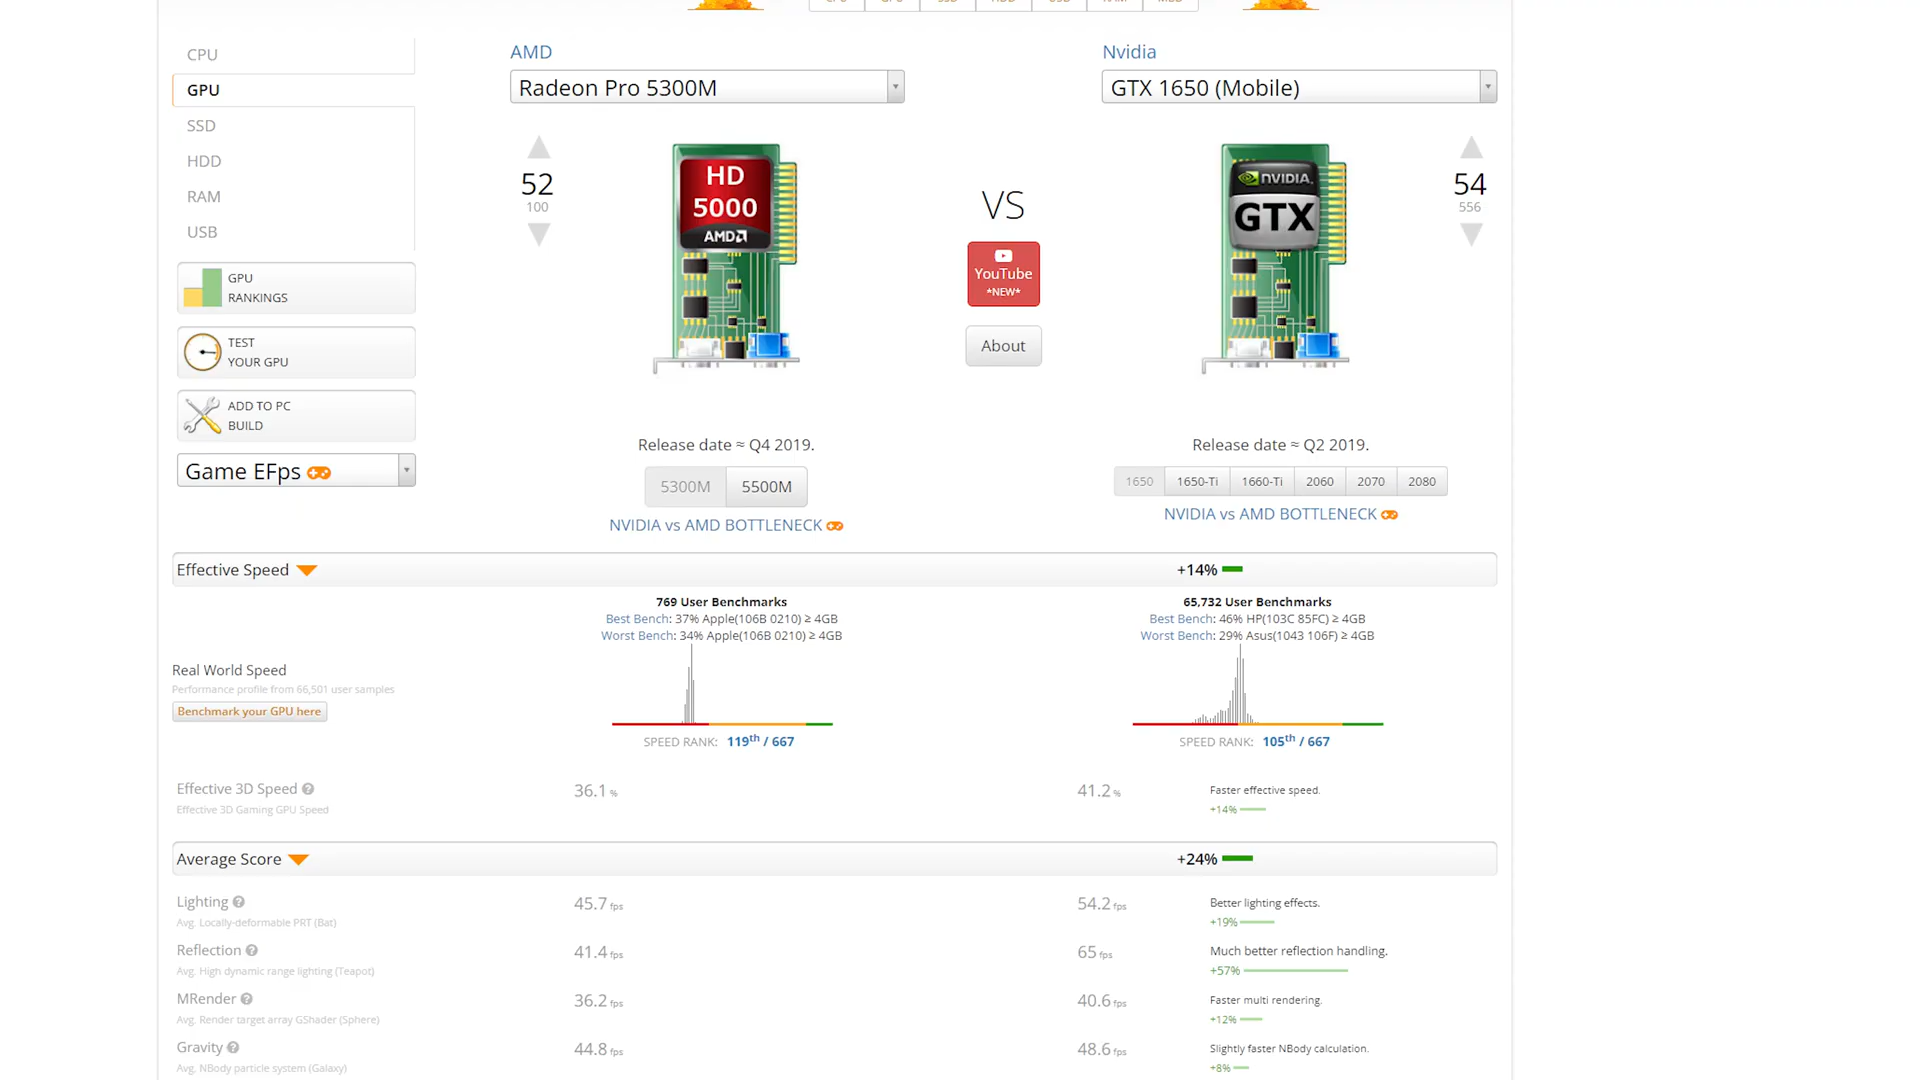 CPU GPU SSD HDD USB RAM MBD
CPU
GPU
SSD
HDD
RAM
USB
GPU
RANKINGS
TEST
YOUR GPU
ADD TO PC
BUILD
Game EFps
AMD
Radeon Pro 5300M
Nvidia
GTX 1650 (Mobile)
52
100
HD
5000
AMD
VS
YouTube
*NEW*
About
NVIDIA.
GTX
54
556
Release date ≈ Q4 2019.
5300M 5500M
NVIDIA vs AMD BOTTLENECK
Release date ≈ Q2 2019.
1650 1650-Ti 1660-Ti 2060 2070 2080
NVIDIA vs AMD BOTTLENECK
Effective Speed +14%
769 User Benchmarks
Best Bench: 37% Apple(106B 0210) ≥ 4GB
Worst Bench: 34% Apple(106B 0210) ≥ 4GB
65,732 User Benchmarks
Best Bench: 46% HP(103C 85FC) ≥ 4GB
Worst Bench: 29% Asus(1043 106F) ≥ 4GB
Real World Speed
Performance profile from 66,501 user samples
Benchmark your GPU here
SPEED RANK: 119th / 667
SPEED RANK: 105th / 667
Effective 3D Speed 36.1 % 41.2 % Faster effective speed.
Effective 3D Gaming GPU Speed +14%
Average Score +24%
Lighting 45.7 fps 54.2 fps Better lighting effects.
Avg. Locally-deformable PRT (Bat) +19%
Reflection 41.4 fps 65 fps Much better reflection handling.
Avg. High dynamic range lighting (Teapot) +57%
MRender 36.2 fps 40.6 fps Faster multi rendering.
Avg. Render target array GShader (Sphere) +12%
Gravity 44.8 fps 48.6 fps Slightly faster NBody calculation.
Avg. NBody particle system (Galaxy) +8%